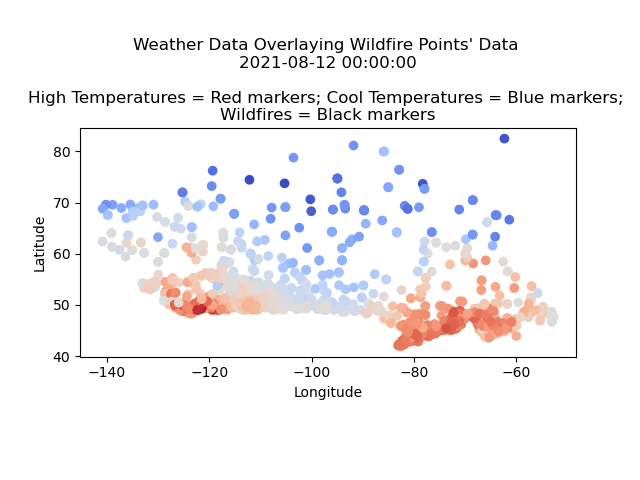 Weather Data Overlaying Wildfire Points' Data
2021-08-12 00:00:00
High Temperatures = Red markers; Cool Temperatures = Blue markers;
Wildfires = Black markers
80
70
60
50
40
Latitude
−140 −120 −100 −80 −60
Longitude